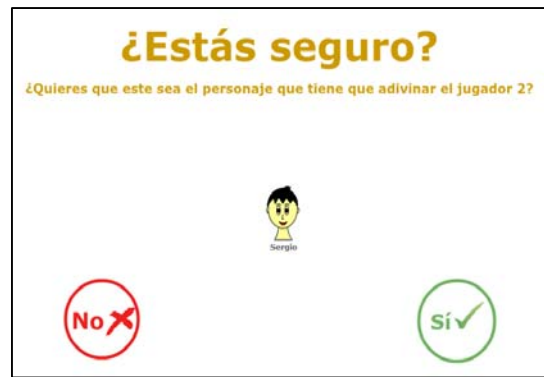 ¿Estás seguro?
¿Quieres que este sea el personaje que tiene que adivinar el jugador 2?
Sergio
No
Sí